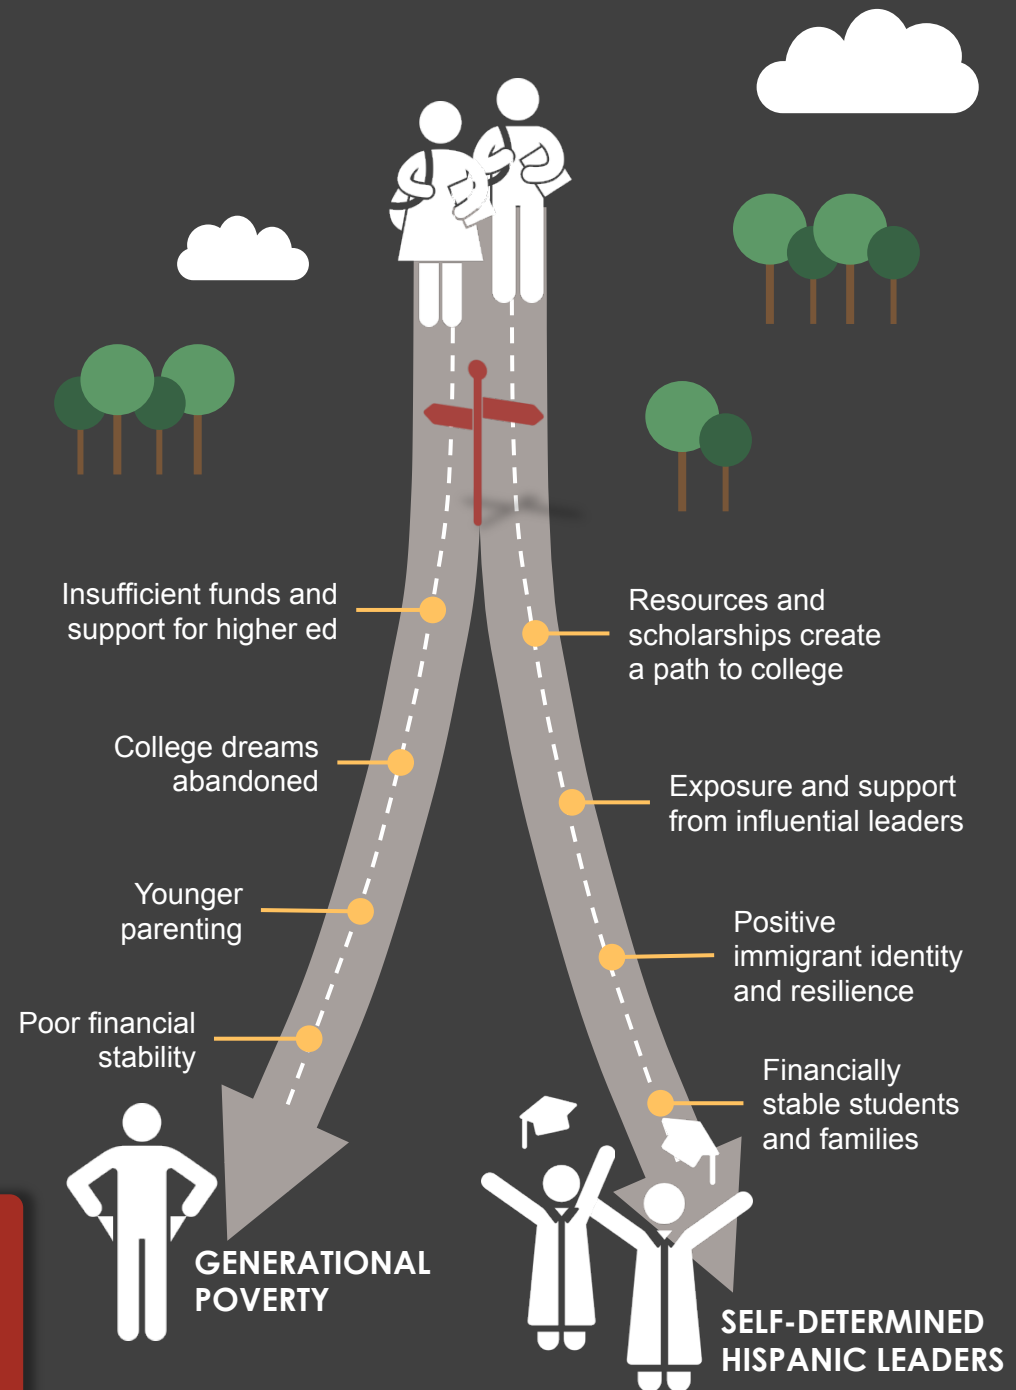 Insufficient funds and
support for higher ed
College dreams
abandoned
Younger
parenting
Poor financial
stability
GENERATIONAL
POVERTY
Resources and
scholarships create
a path to college
Exposure and support
from influential leaders
Positive
immigrant identity
and resilience
Financially
stable students
and families
SELF-DETERMINED
HISPANIC LEADERS